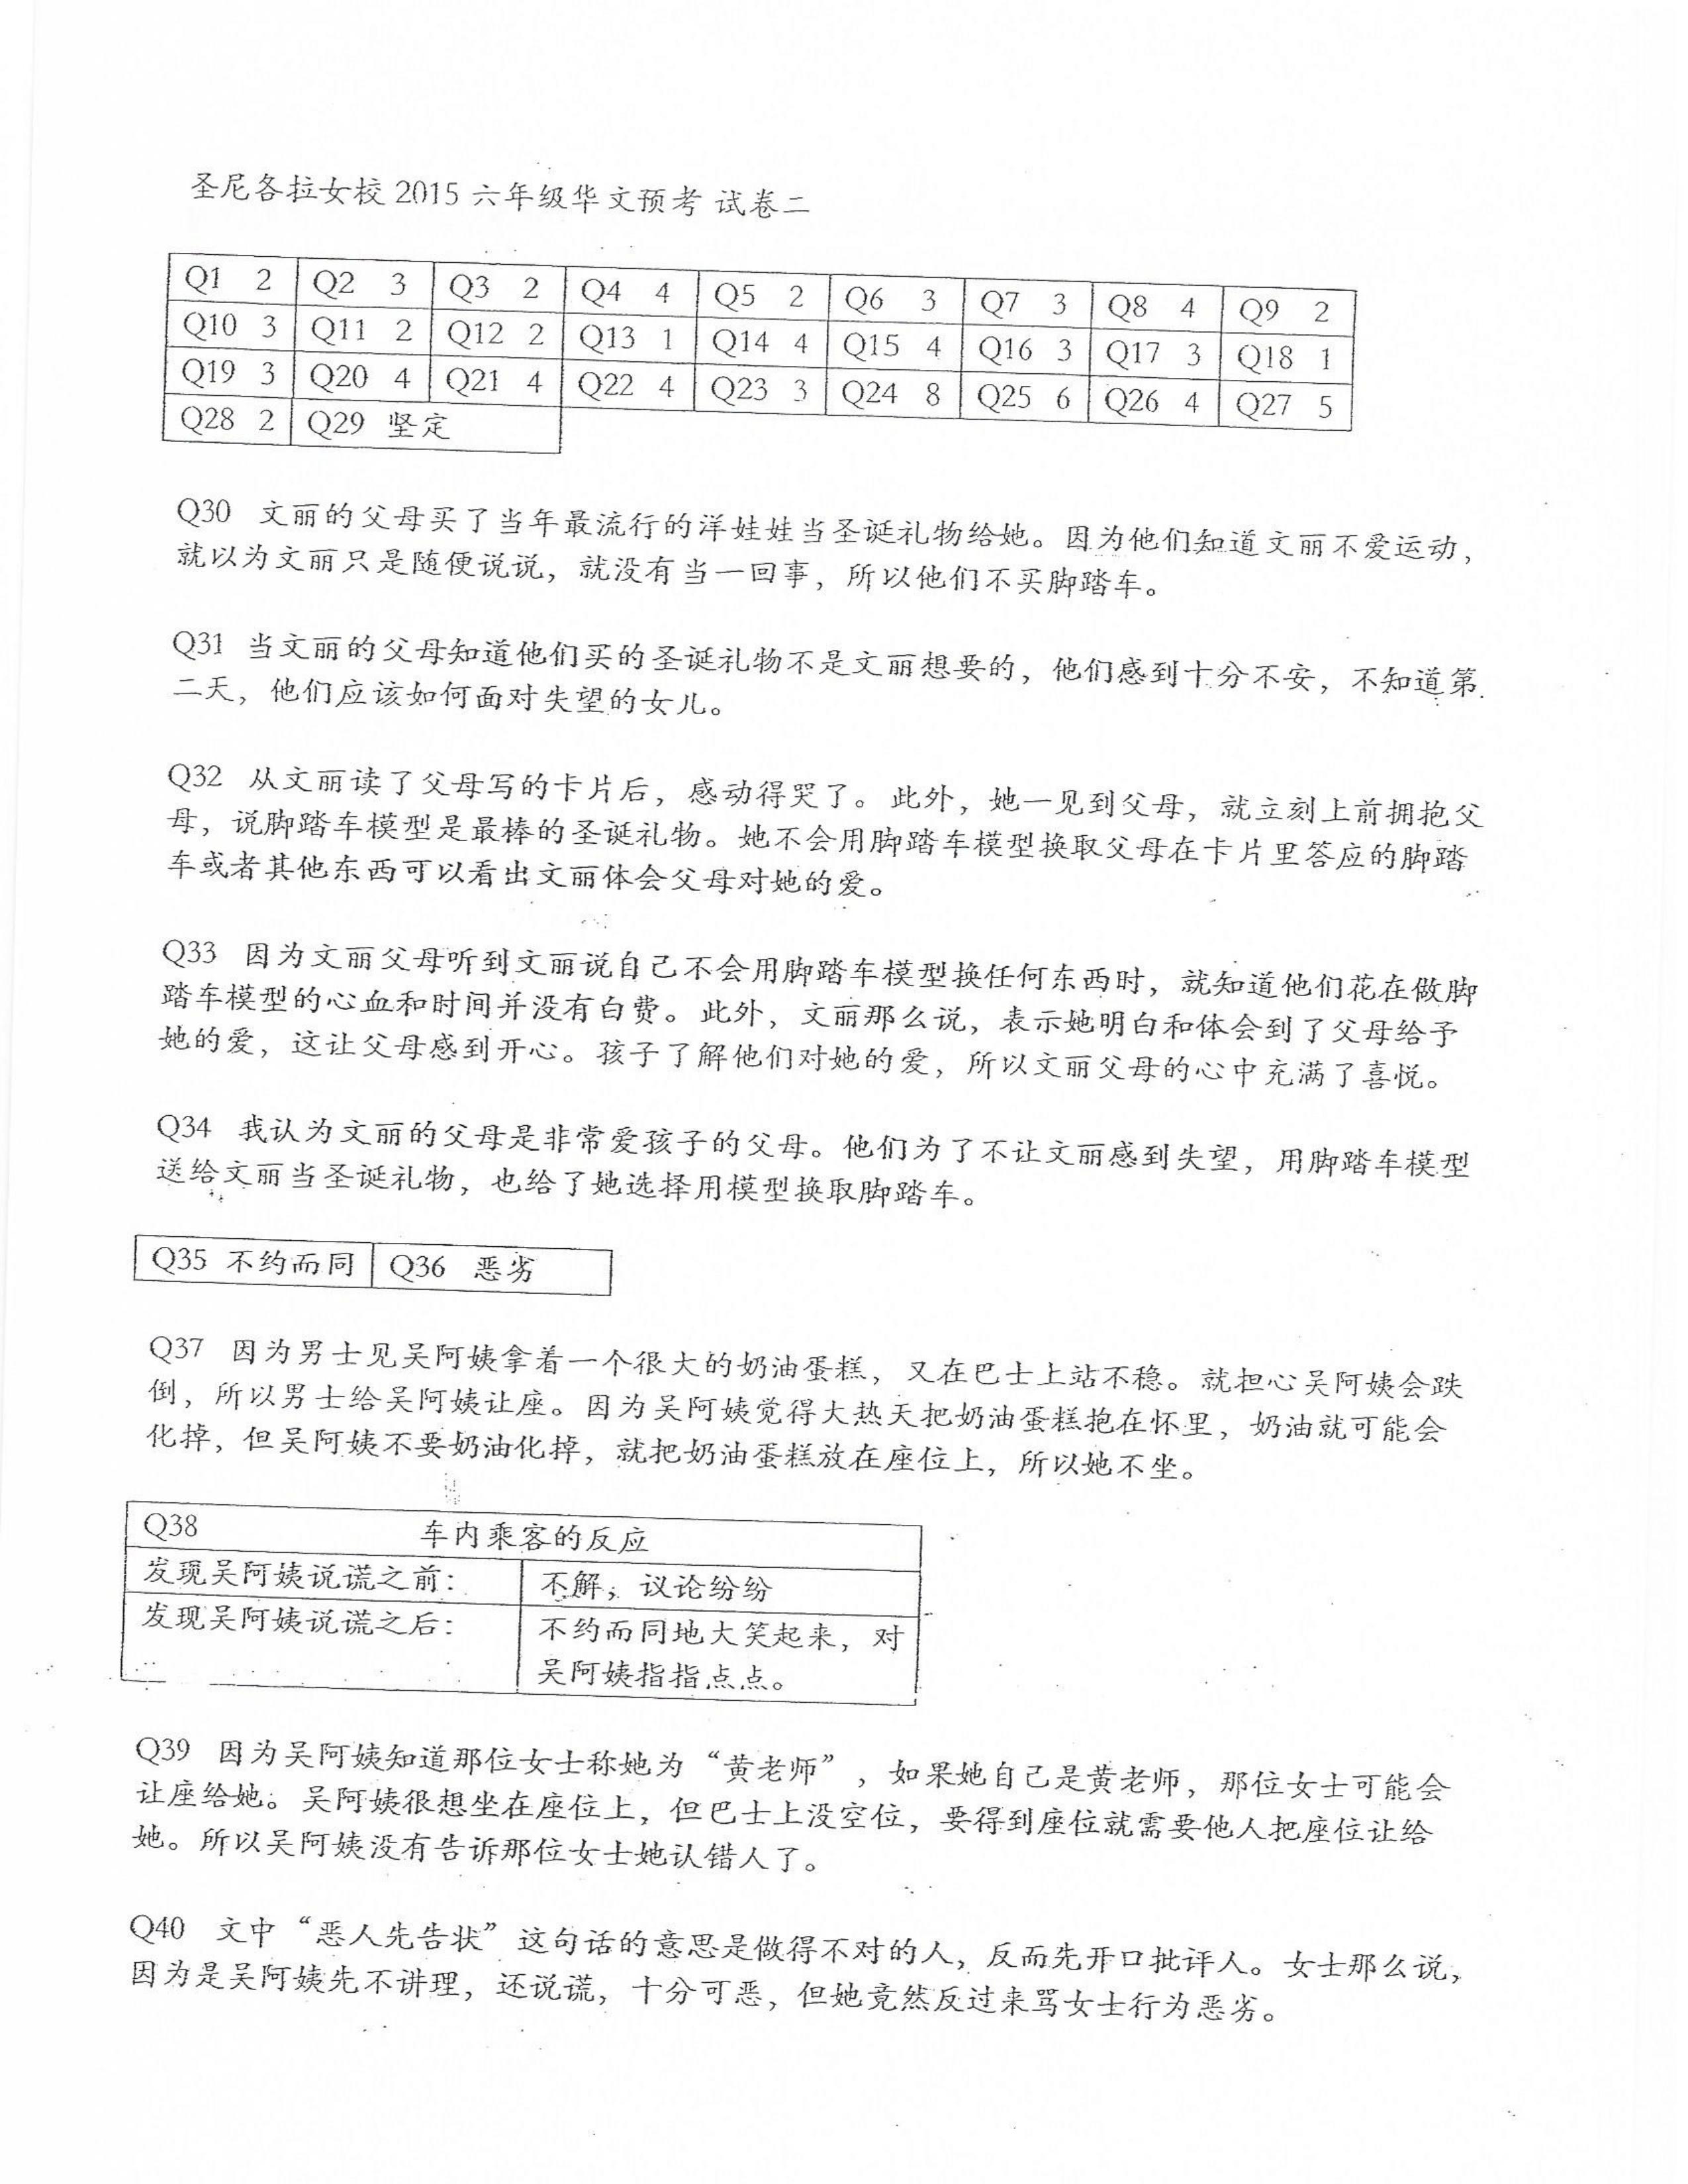 圣尼各拉女校 2015 六年级华文预考 试卷二
Q1 2 Q2 3 Q3 2 Q4 4 Q5 2 Q6 3 Q7 3 Q8 4 Q9 2
Q10 3 Q11 2 Q12 2 Q13 1 Q14 4 Q15 4 Q16 3 Q17 3 Q18 1
Q19 3 Q20 4 Q21 4 Q22 4 Q23 3 Q24 8 Q25 6 Q26 4 Q27 5
Q28 2 Q29 坚定
Q30 文丽的父母买了当年最流行的洋娃娃当圣诞礼物给她。因为他们知道文丽不爱运动，
就以为文丽只是随便说说，就没有当一回事，所以他们不买脚踏车。
Q31 当文丽的父母知道他们买的圣诞礼物不是文丽想要的，他们感到十分不安，不知道第
二天，他们应该如何面对失望的女儿。
Q32 从文丽读了父母写的卡片后，感动得哭了。此外，她一见到父母，就立刻上前拥抱父
母，说脚踏车模型是最棒的圣诞礼物。她不会用脚踏车模型换取父母在卡片里答应的脚踏
车或者其他东西可以看出文丽体会父母对她的爱。
Q33 因为文丽父母听到文丽说自己不会用脚踏车模型换任何东西时，就知道他们花在做脚
踏车模型的心血和时间并没有白费。此外，文丽那么说，表示她明白和体会到了父母给予
她的爱，这让父母感到开心。孩子了解他们对她的爱，所以文丽父母的心中充满了喜悦。
Q34 我认为文丽的父母是非常爱孩子的父母。他们为了不让文丽感到失望，用脚踏车模型
送给文丽当圣诞礼物，也给了她选择用模型换取脚踏车。
Q35 不约而同 Q36 恶劣
Q37 因为男士见吴阿姨拿着一个很大的奶油蛋糕，又在巴士上站不稳。就担心吴阿姨会跌
倒，所以男士给吴阿姨让座。因为吴阿姨觉得大热天把奶油蛋糕抱在怀里，奶油就可能会
化掉，但吴阿姨不要奶油化掉，就把奶油蛋糕放在座位上，所以她不坐。
Q38 车内乘客的反应
发现吴阿姨说谎之前： 不解，议论纷纷
发现吴阿姨说谎之后： 不约而同地大笑起来，对
吴阿姨指指点点。
Q39 因为吴阿姨知道那位女士称她为“黄老师”，如果她自己是黄老师，那位女士可能会
让座给她。吴阿姨很想坐在座位上，但巴士上没空位，要得到座位就需要他人把座位让给
她。所以吴阿姨没有告诉那位女士她认错人了。
Q40 文中“恶人先告状”这句话的意思是做得不对的人，反而先开口批评人。女士那么说，
因为是吴阿姨先不讲理，还说谎，十分可恶，但她竟然反过来骂女士行为恶劣。